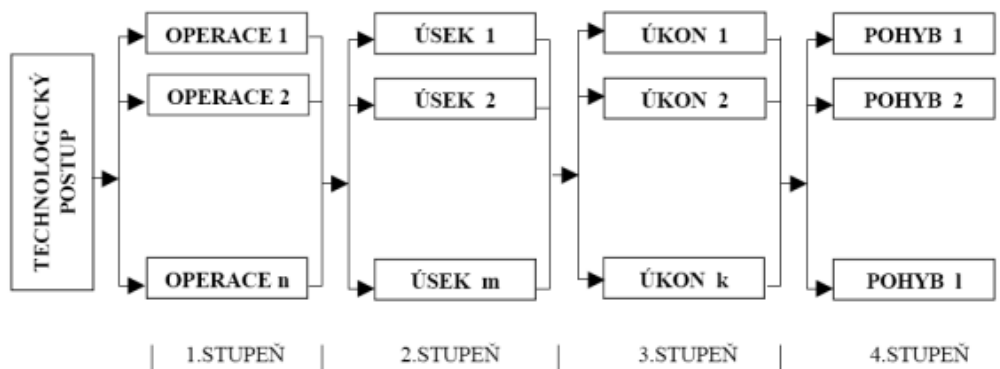 TECHNOLOGICKÝ
POSTUP
OPERACE 1
OPERACE 2
OPERACE n
ÚSEK 1
ÚSEK 2
ÚSEK m
ÚKON 1
ÚKON 2
ÚKON k
POHYB 1
POHYB 2
POHYB l
1.STUPEŇ
2.STUPEŇ
3.STUPEŇ
4.STUPEŇ